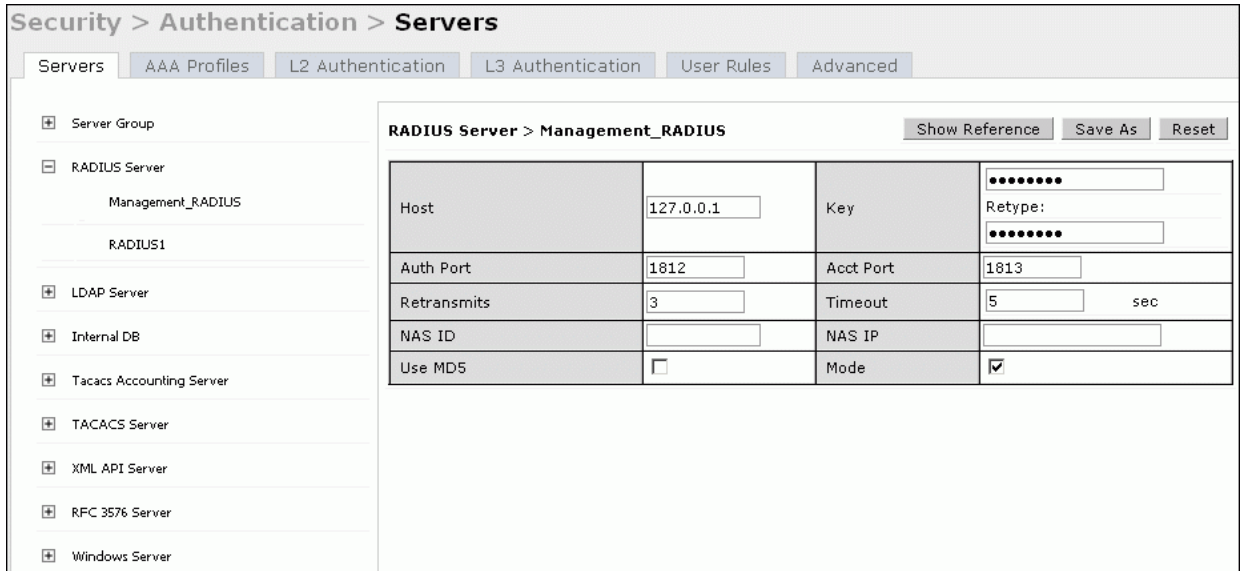 Security > Authentication > Servers
Servers AAA Profiles L2 Authentication L3 Authentication User Rules Advanced
Server Group
RADIUS Server
Management_RADIUS
RADIUS1
LDAP Server
Internal DB
Tacacs Accounting Server
TACACS Server
XML API Server
RFC 3576 Server
Windows Server
RADIUS Server > Management_RADIUS Show Reference Save As Reset
Host 127.0.0.1 Key ••••••••
Retype:
••••••••
Auth Port 1812 Acct Port 1813
Retransmits 3 Timeout 5 sec
NAS ID NAS IP
Use MD5 Mode